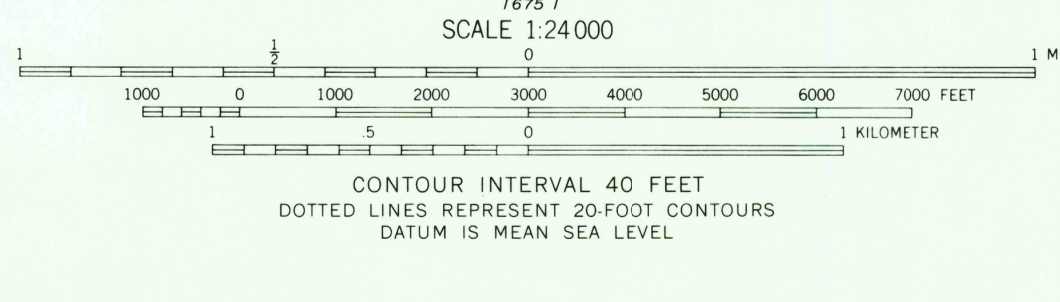 SCALE 1:24 000
1 1/2 0 1 M
1000 0 1000 2000 3000 4000 5000 6000 7000 FEET
1 .5 0 1 KILOMETER
CONTOUR INTERVAL 40 FEET
DOTTED LINES REPRESENT 20-FOOT CONTOURS
DATUM IS MEAN SEA LEVEL